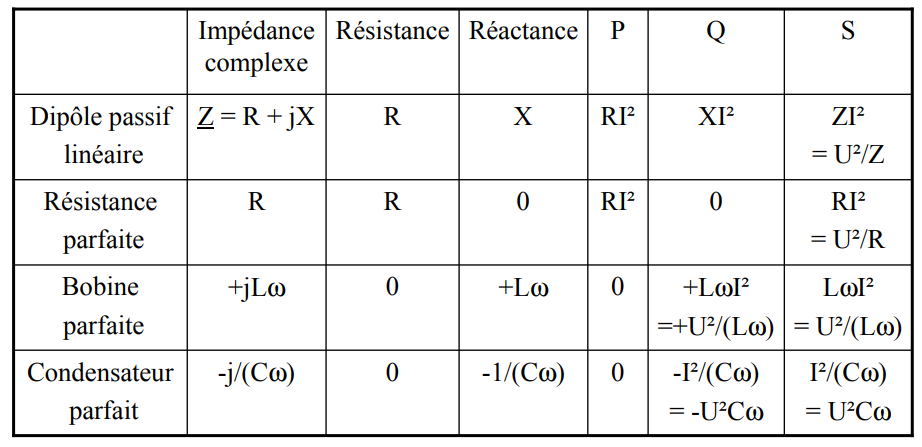 Impédance complexe Résistance Réactance P Q S
Dipôle passif linéaire Z = R + jX R X RI² XI² ZI² = U²/Z
Résistance parfaite R R 0 RI² 0 RI² = U²/R
Bobine parfaite +jLω 0 +Lω 0 +LωI² =+U²/(Lω) LωI² = U²/(Lω)
Condensateur parfait -j/(Cω) 0 -1/(Cω) 0 -I²/(Cω) = -U²Cω I²/(Cω) = U²Cω